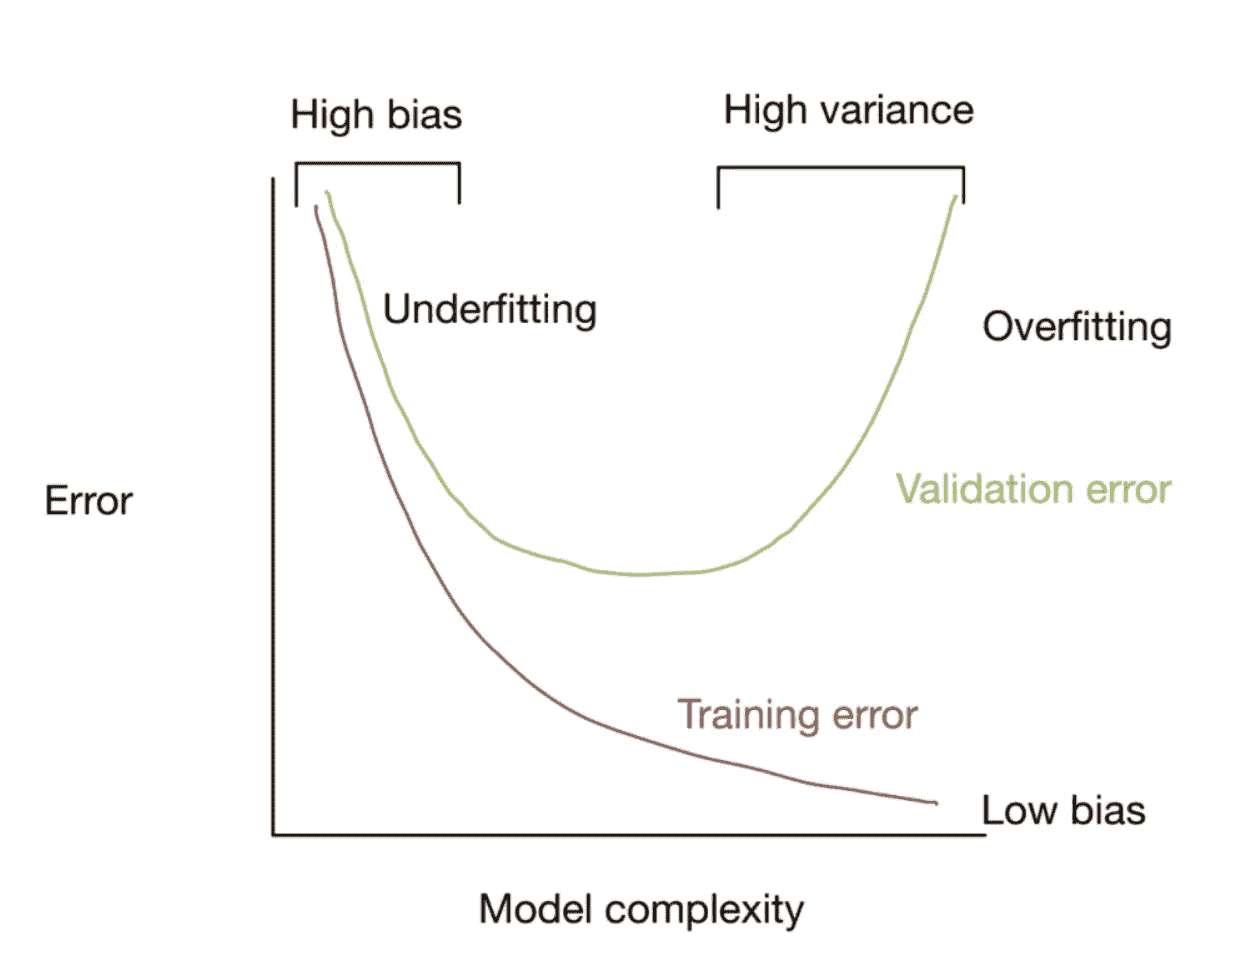 High bias
High variance
Underfitting
Overfitting
Error
Validation error
Training error
Low bias
Model complexity